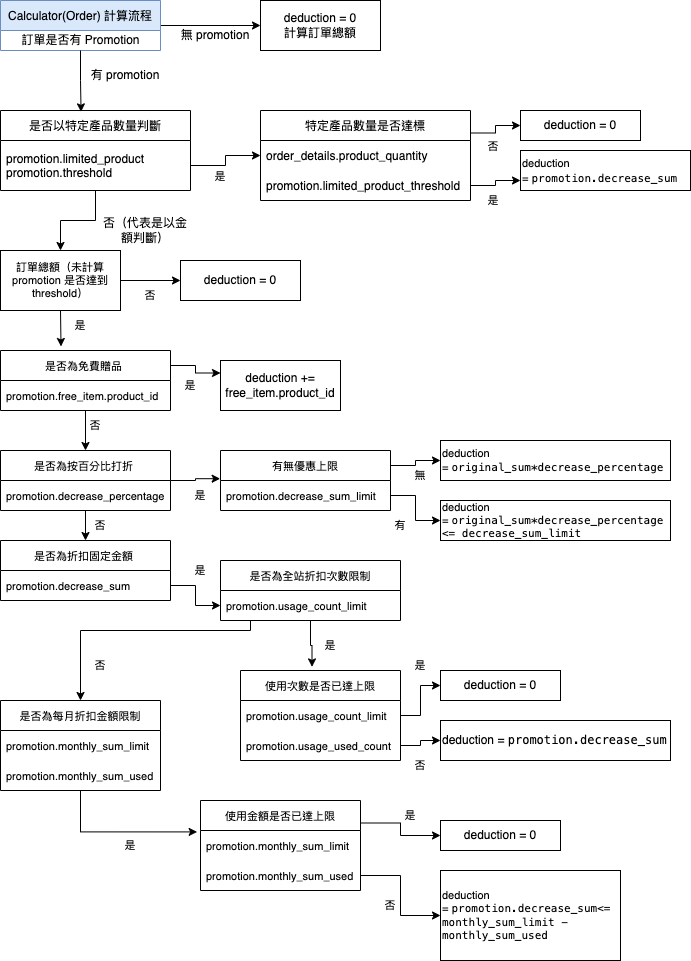 Calculator(Order) 計算流程
訂單是否有 Promotion
無 promotion
deduction = 0
計算訂單總額
有 promotion
是否以特定產品數量判斷
promotion.limited_product
promotion.threshold
是
特定產品數量是否達標
order_details.product_quantity
promotion.limited_product_threshold
否
deduction = 0
是
deduction
= promotion.decrease_sum
否（代表是以金
額判斷）
訂單總額（未計算
promotion 是否達到
threshold）
否
deduction = 0
是
是否為免費贈品
promotion.free_item.product_id
是
deduction +=
free_item.product_id
否
是否為按百分比打折
promotion.decrease_percentage
是
有無優惠上限
promotion.decrease_sum_limit
無
deduction
= original_sum*decrease_percentage
有
deduction
= original_sum*decrease_percentage
<= decrease_sum_limit
否
是否為折扣固定金額
promotion.decrease_sum
是
是否為全站折扣次數限制
promotion.usage_count_limit
是
使用次數是否已達上限
promotion.usage_count_limit
promotion.usage_used_count
是
deduction = 0
否
deduction = promotion.decrease_sum
否
是否為每月折扣金額限制
promotion.monthly_sum_limit
promotion.monthly_sum_used
是
使用金額是否已達上限
promotion.monthly_sum_limit
promotion.monthly_sum_used
是
deduction = 0
否
deduction
= promotion.decrease_sum<=
monthly_sum_limit －
monthly_sum_used